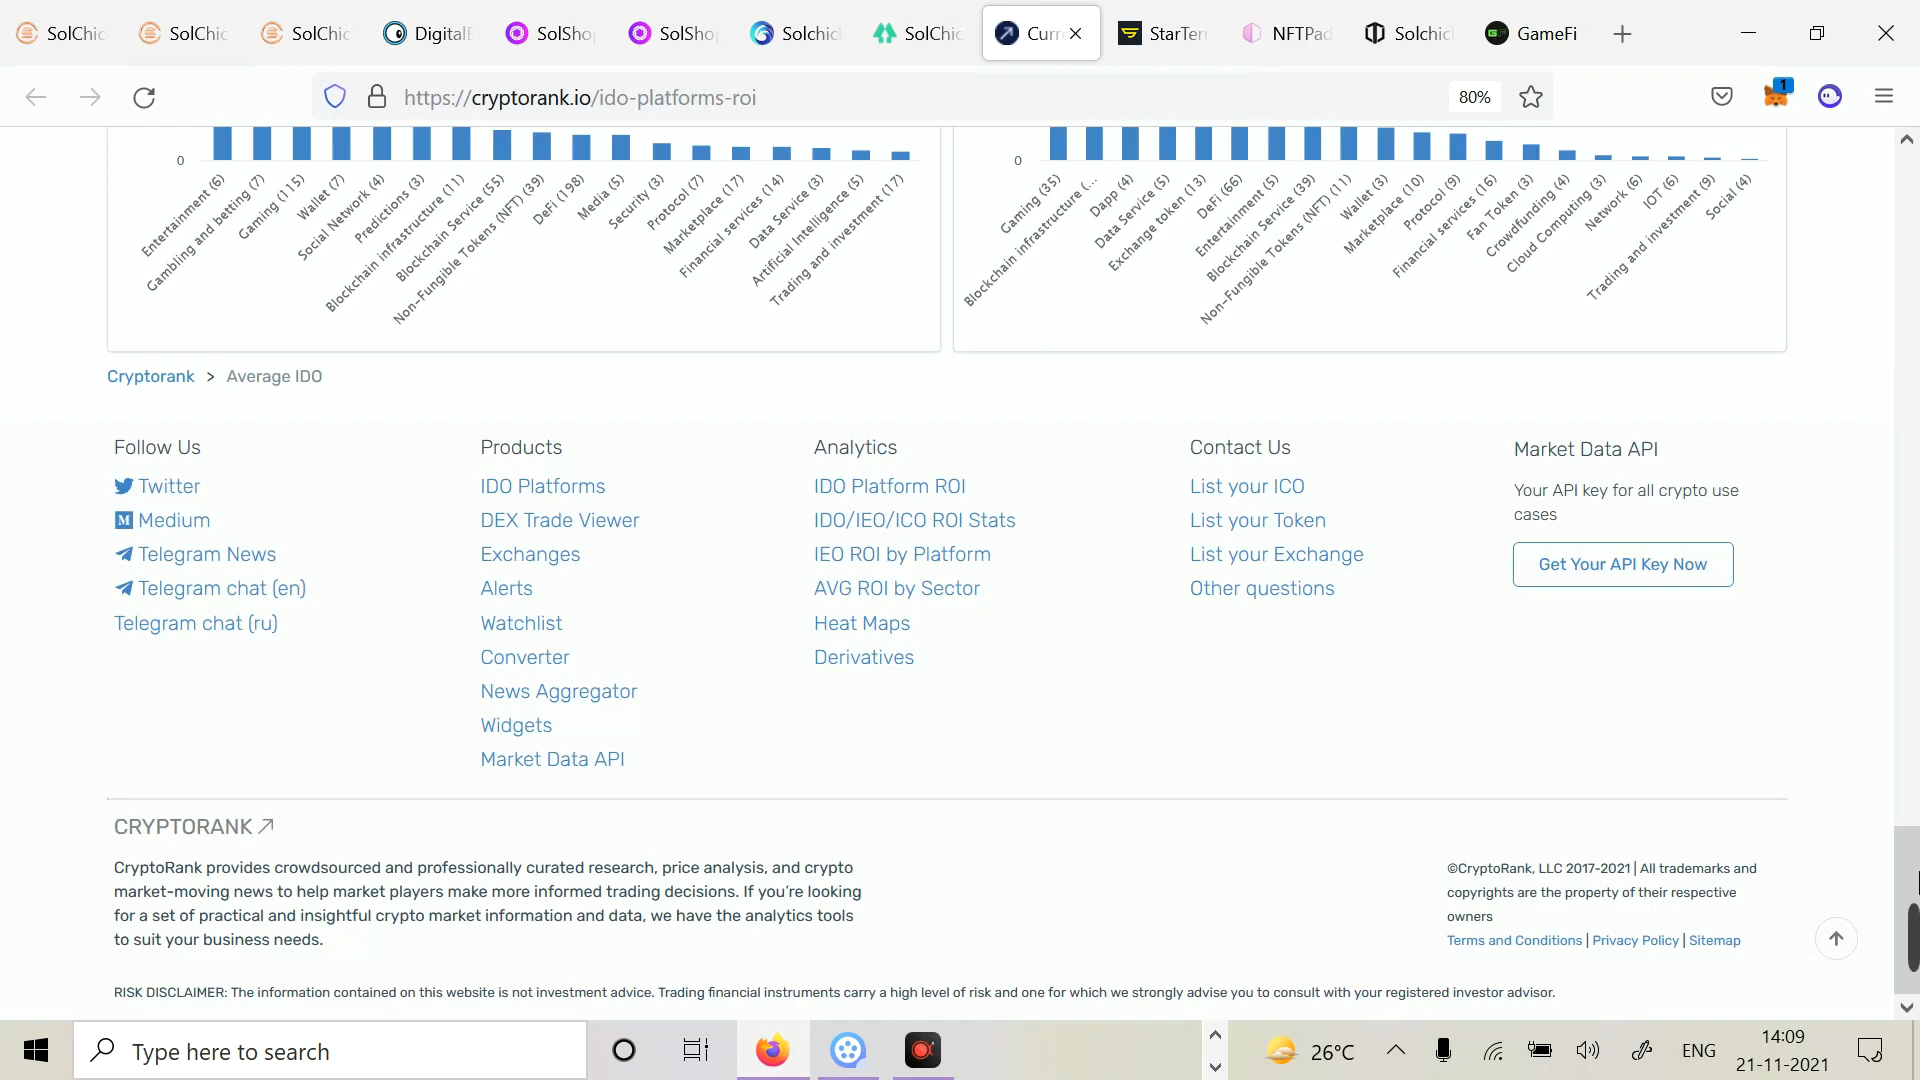 SolChic SolChic SolChic DigitalE SolShop SolShop Solchick SolChic Curre StarTerr NFTPad Solchic GameFi
https://cryptorank.io/ido-platforms-roi 80% 1
0
Entertainment (6)
Gambling and betting (7)
Gaming (115)
Wallet (7)
Social Network (4)
Predictions (3)
Blockchain infrastructure (11)
Blockchain Service (55)
Non-Fungible Tokens (NFT) (39)
DeFi (198)
Media (5)
Security (3)
Protocol (7)
Marketplace (17)
Financial services (14)
Data Service (3)
Artificial Intelligence (5)
Trading and investment (17)
0
Gaming (35)
Blockchain infrastructure (...
Dapp (4)
Data Service (5)
Exchange token (13)
DeFi (66)
Entertainment (5)
Blockchain Service (39)
Non-Fungible Tokens (NFT) (11)
Wallet (3)
Marketplace (10)
Protocol (9)
Financial services (16)
Fan Token (3)
Crowdfunding (4)
Cloud Computing (3)
Network (6)
IOT (6)
Trading and investment (9)
Social (4)
Cryptorank > Average IDO
Follow Us
Twitter
Medium
Telegram News
Telegram chat (en)
Telegram chat (ru)
Products
IDO Platforms
DEX Trade Viewer
Exchanges
Alerts
Watchlist
Converter
News Aggregator
Widgets
Market Data API
Analytics
IDO Platform ROI
IDO/IEO/ICO ROI Stats
IEO ROI by Platform
AVG ROI by Sector
Heat Maps
Derivatives
Contact Us
List your ICO
List your Token
List your Exchange
Other questions
Market Data API
Your API key for all crypto use
cases
Get Your API Key Now
CRYPTORANK
CryptoRank provides crowdsourced and professionally curated research, price analysis, and crypto
market-moving news to help market players make more informed trading decisions. If you're looking
for a set of practical and insightful crypto market information and data, we have the analytics tools
to suit your business needs.
©CryptoRank, LLC 2017-2021 | All trademarks and
copyrights are the property of their respective
owners
Terms and Conditions | Privacy Policy | Sitemap
RISK DISCLAIMER: The information contained on this website is not investment advice. Trading financial instruments carry a high level of risk and one for which we strongly advise you to consult with your registered investor advisor.
Type here to search
26°C
ENG
14:09
21-11-2021